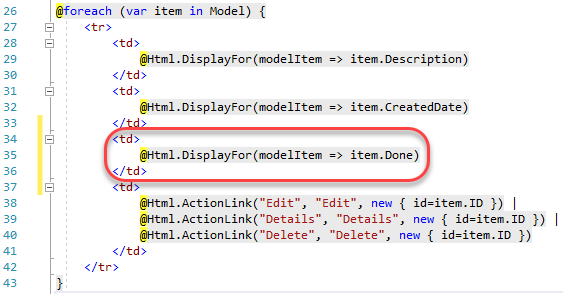 26 @foreach (var item in Model) {
27 <tr>
28 <td>
29 @Html.DisplayFor(modelItem => item.Description)
30 </td>
31 <td>
32 @Html.DisplayFor(modelItem => item.CreatedDate)
33 </td>
34 <td>
35 @Html.DisplayFor(modelItem => item.Done)
36 </td>
37 <td>
38 @Html.ActionLink("Edit", "Edit", new { id=item.ID }) |
39 @Html.ActionLink("Details", "Details", new { id=item.ID }) |
40 @Html.ActionLink("Delete", "Delete", new { id=item.ID })
41 </td>
42 </tr>
43 }